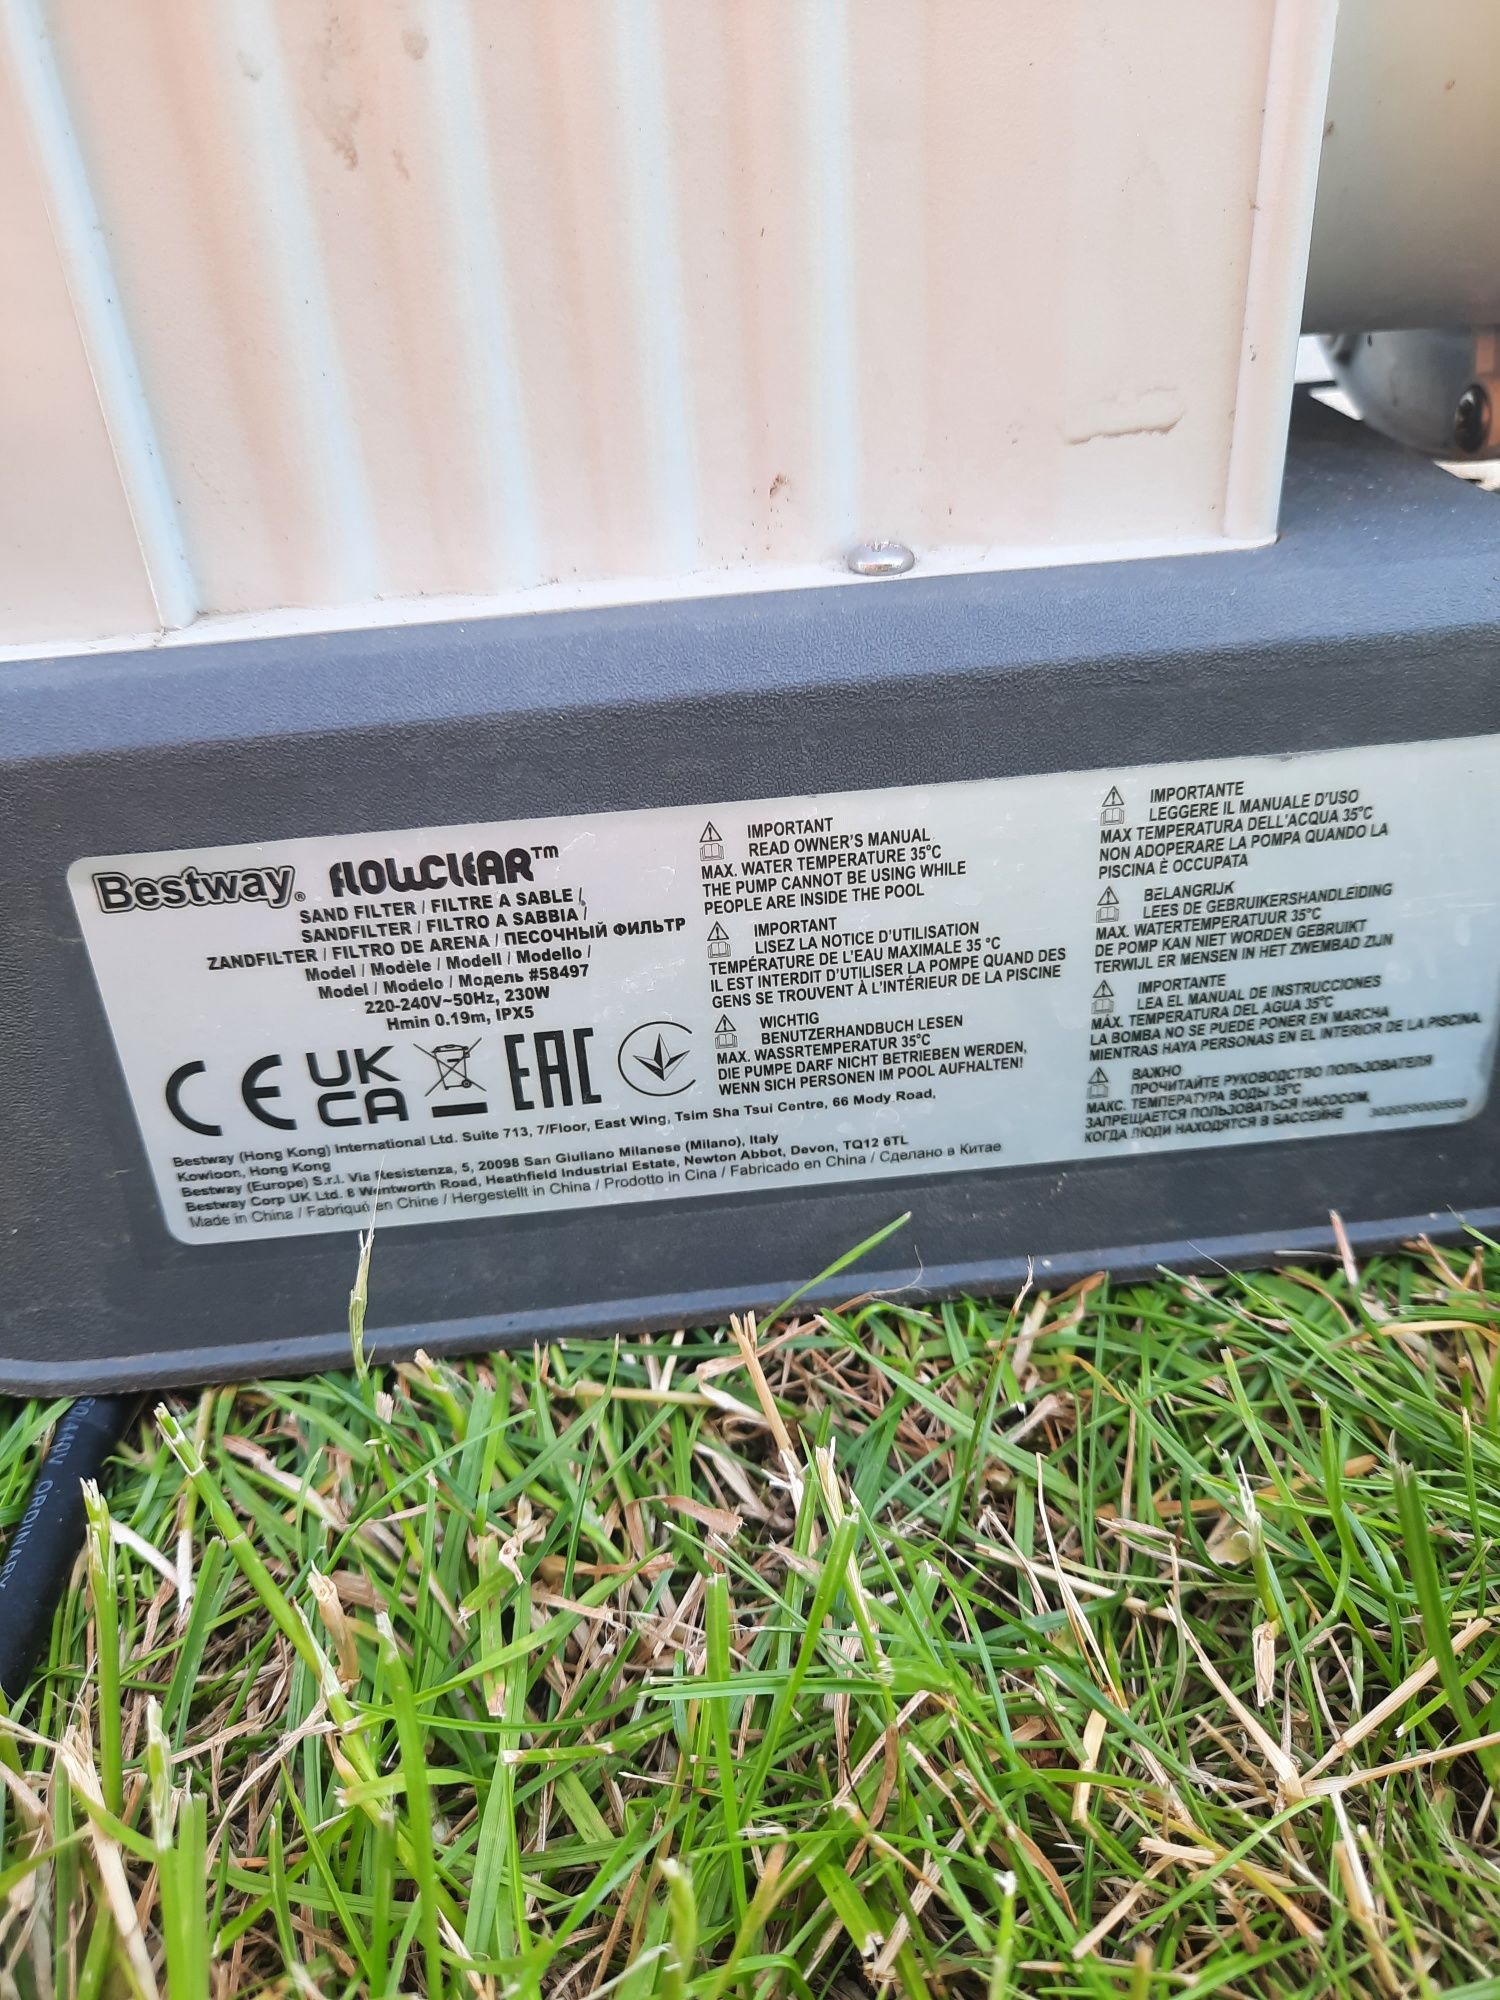 Bestway® FLOWCLEAR™
SAND FILTER / FILTRE A SABLE /
SANDFILTER / FILTRO A SABBIA /
ZANDFILTER / FILTRO DE ARENA / ПЕСОЧНЫЙ ФИЛЬТР
Model / Modèle / Modell / Modello /
Model / Modelo / Модель #58497
220-240V~50Hz, 230W
Hmin 0.19m, IPX5
CE UK
CA EAC
Bestway (Hong Kong) International Ltd. Suite 713, 7/Floor, East Wing, Tsim Sha Tsui Centre, 66 Mody Road,
Kowloon, Hong Kong
Bestway (Europe) S.r.l. Via Resistenza, 5, 20098 San Giuliano Milanese (Milano), Italy
Bestway Corp UK Ltd. 8 Wentworth Road, Heathfield Industrial Estate, Newton Abbot, Devon, TQ12 6TL
Made in China / Fabriqué en Chine / Hergestellt in China / Prodotto in Cina / Fabricado en China / Сделано в Китае
IMPORTANT
READ OWNER'S MANUAL
MAX. WATER TEMPERATURE 35°C
THE PUMP CANNOT BE USING WHILE
PEOPLE ARE INSIDE THE POOL
IMPORTANT
LISEZ LA NOTICE D'UTILISATION
TEMPÉRATURE DE L'EAU MAXIMALE 35 °C
IL EST INTERDIT D'UTILISER LA POMPE QUAND DES
GENS SE TROUVENT À L'INTÉRIEUR DE LA PISCINE
WICHTIG
BENUTZERHANDBUCH LESEN
MAX. WASSRTEMPERATUR 35°C
DIE PUMPE DARF NICHT BETRIEBEN WERDEN,
WENN SICH PERSONEN IM POOL AUFHALTEN!
IMPORTANTE
LEGGERE IL MANUALE D'USO
MAX TEMPERATURA DELL'ACQUA 35°C
NON ADOPERARE LA POMPA QUANDO LA
PISCINA È OCCUPATA
BELANGRIJK
LEES DE GEBRUIKERSHANDLEIDING
MAX. WATERTEMPERATUUR 35°C
DE POMP KAN NIET WORDEN GEBRUIKT
TERWIJL ER MENSEN IN HET ZWEMBAD ZIJN
IMPORTANTE
LEA EL MANUAL DE INSTRUCCIONES
MÁX. TEMPERATURA DEL AGUA 35°C
LA BOMBA NO SE PUEDE PONER EN MARCHA
MIENTRAS HAYA PERSONAS EN EL INTERIOR DE LA PISCINA
ВАЖНО
ПРОЧИТАЙТЕ РУКОВОДСТВО ПОЛЬЗОВАТЕЛЯ
МАКС. ТЕМПЕРАТУРА ВОДЫ 35°C
ЗАПРЕЩАЕТСЯ ПОЛЬЗОВАТЬСЯ НАСОСОМ,
КОГДА ЛЮДИ НАХОДЯТСЯ В БАССЕЙНЕ 302029000559
ORDINARY